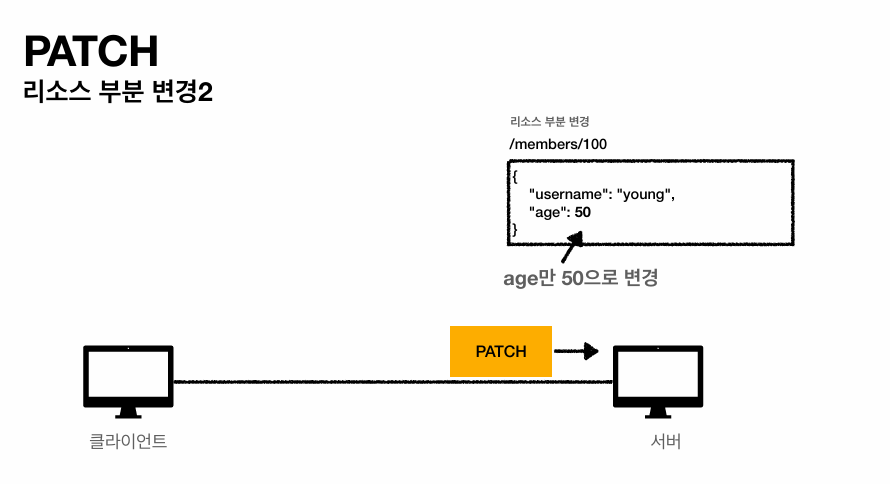 PATCH
리소스 부분 변경2
리소스 부분 변경
/members/100
{
"username": "young",
"age": 50
}
age만 50으로 변경
PATCH
클라이언트
서버